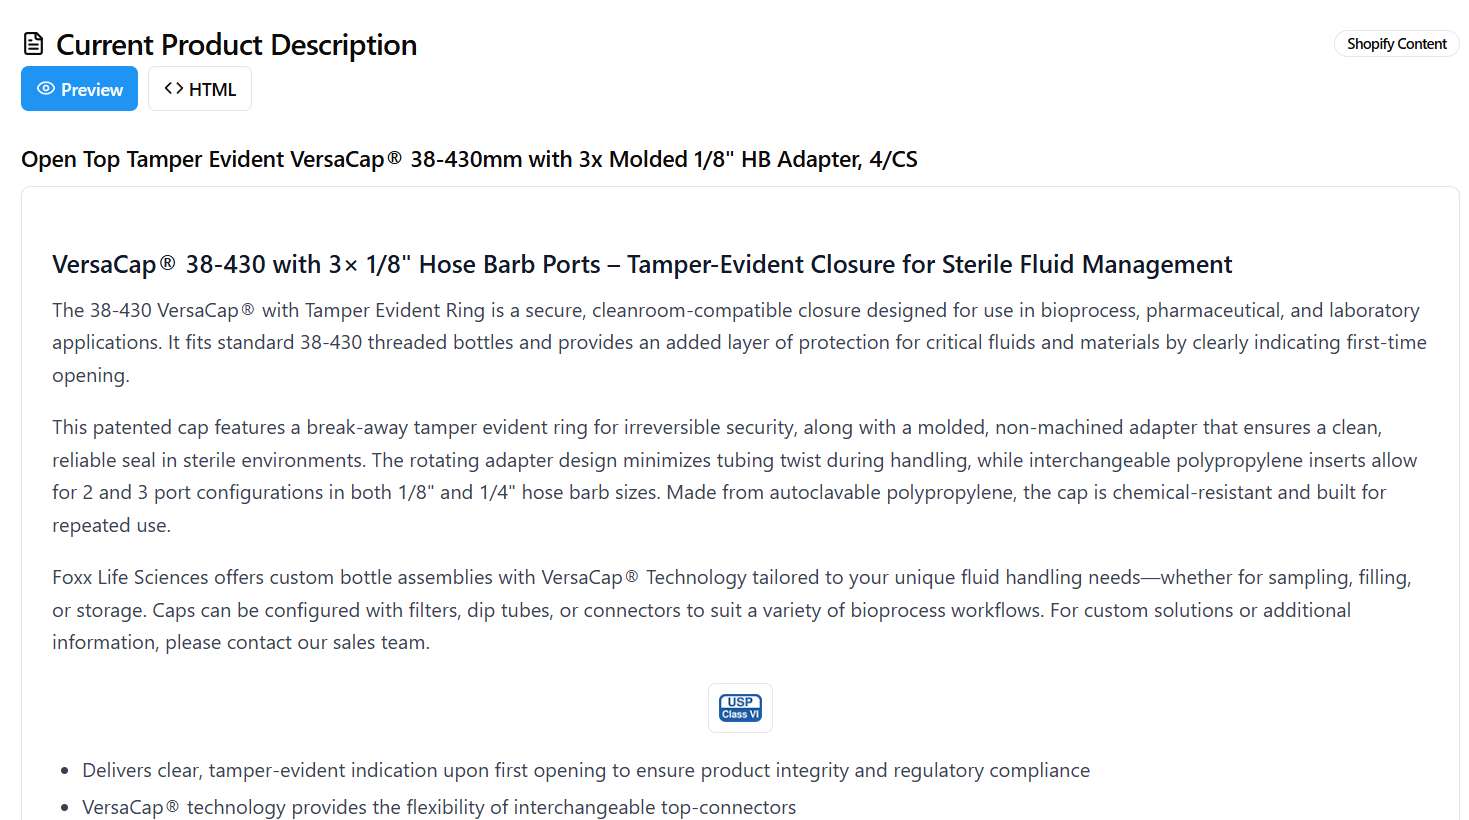 Current Product Description
Shopify Content
Preview
<> HTML
Open Top Tamper Evident VersaCap® 38-430mm with 3x Molded 1/8" HB Adapter, 4/CS
VersaCap® 38-430 with 3× 1/8" Hose Barb Ports – Tamper-Evident Closure for Sterile Fluid Management
The 38-430 VersaCap® with Tamper Evident Ring is a secure, cleanroom-compatible closure designed for use in bioprocess, pharmaceutical, and laboratory
applications. It fits standard 38-430 threaded bottles and provides an added layer of protection for critical fluids and materials by clearly indicating first-time
opening.
This patented cap features a break-away tamper evident ring for irreversible security, along with a molded, non-machined adapter that ensures a clean,
reliable seal in sterile environments. The rotating adapter design minimizes tubing twist during handling, while interchangeable polypropylene inserts allow
for 2 and 3 port configurations in both 1/8" and 1/4" hose barb sizes. Made from autoclavable polypropylene, the cap is chemical-resistant and built for
repeated use.
Foxx Life Sciences offers custom bottle assemblies with VersaCap® Technology tailored to your unique fluid handling needs—whether for sampling, filling,
or storage. Caps can be configured with filters, dip tubes, or connectors to suit a variety of bioprocess workflows. For custom solutions or additional
information, please contact our sales team.
USP
Class VI
• Delivers clear, tamper-evident indication upon first opening to ensure product integrity and regulatory compliance
• VersaCap® technology provides the flexibility of interchangeable top-connectors